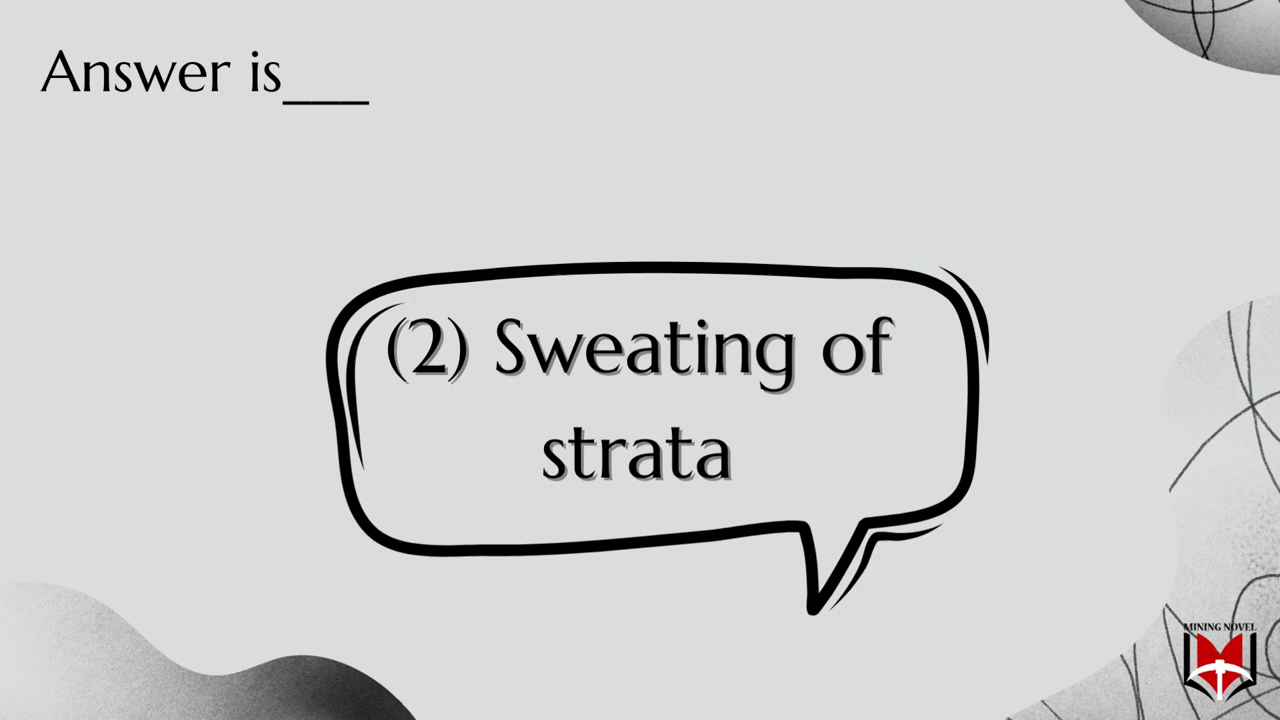 Answer is___
(2) Sweating of
strata
MINING NOVEL